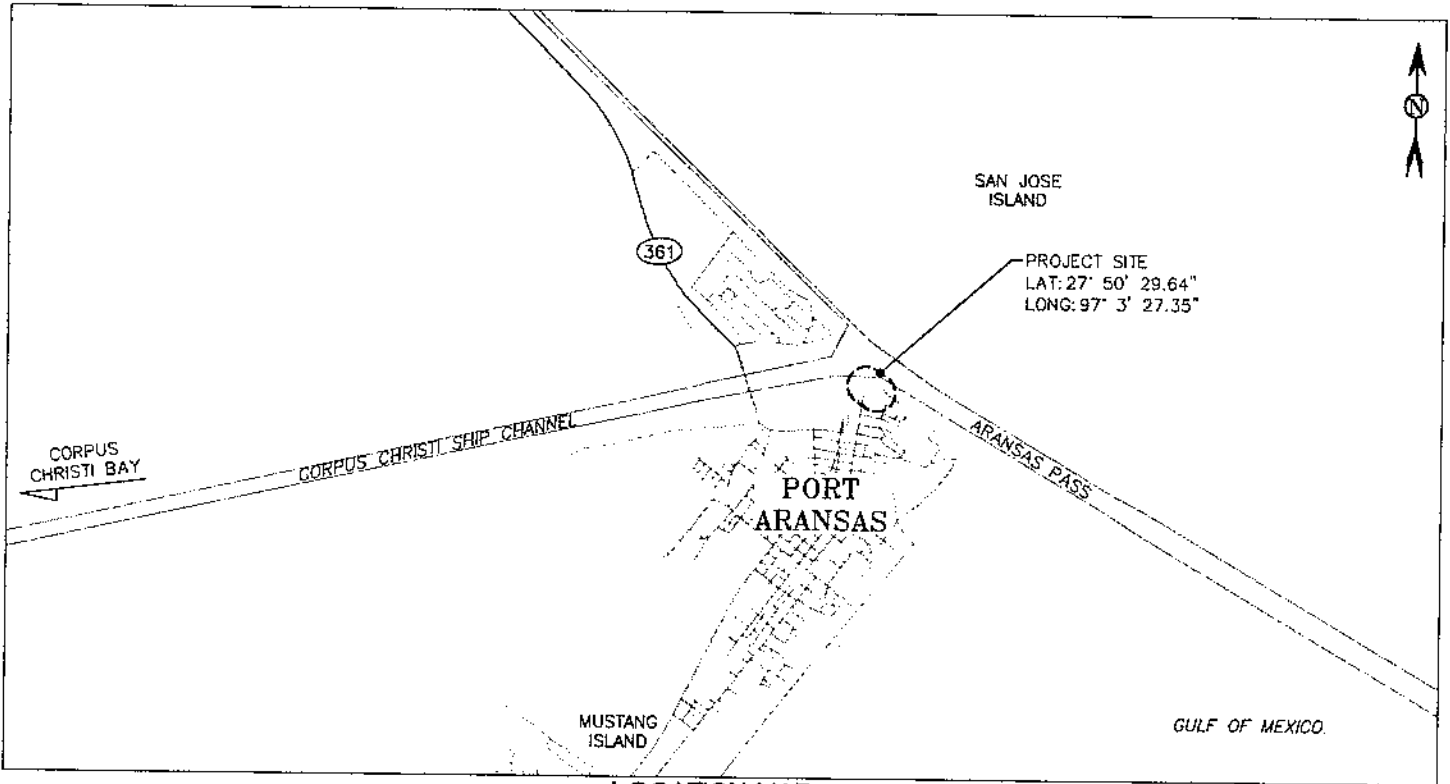 N
SAN JOSE
ISLAND
361
PROJECT SITE
LAT: 27° 50' 29.64"
LONG: 97° 3' 27.35"
CORPUS
CHRISTI BAY
CORPUS CHRISTI SHIP CHANNEL
ARANSAS PASS
PORT
ARANSAS
MUSTANG
ISLAND
GULF OF MEXICO